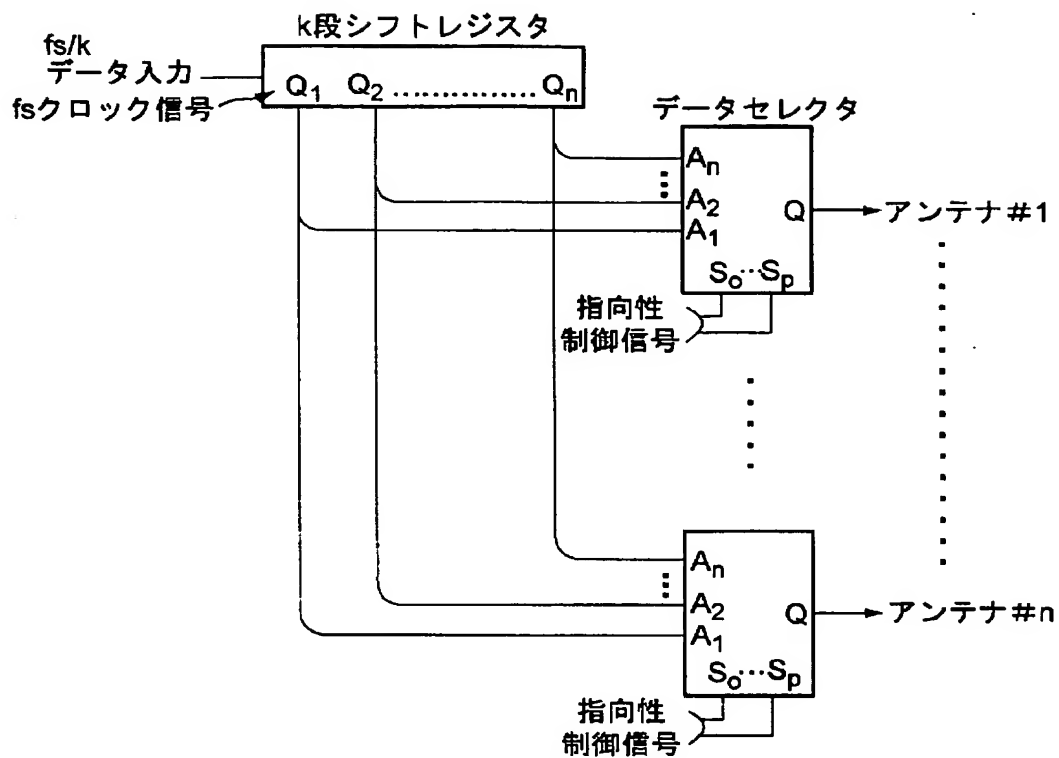 k段シフトレジスタ
fs/k
データ入力
fsクロック信号
Q1 Q2 ................ Qn
データセレクタ
An
A2
A1
Q
So…Sp
アンテナ#1
指向性
制御信号
An
A2
A1
Q
So…Sp
アンテナ#n
指向性
制御信号